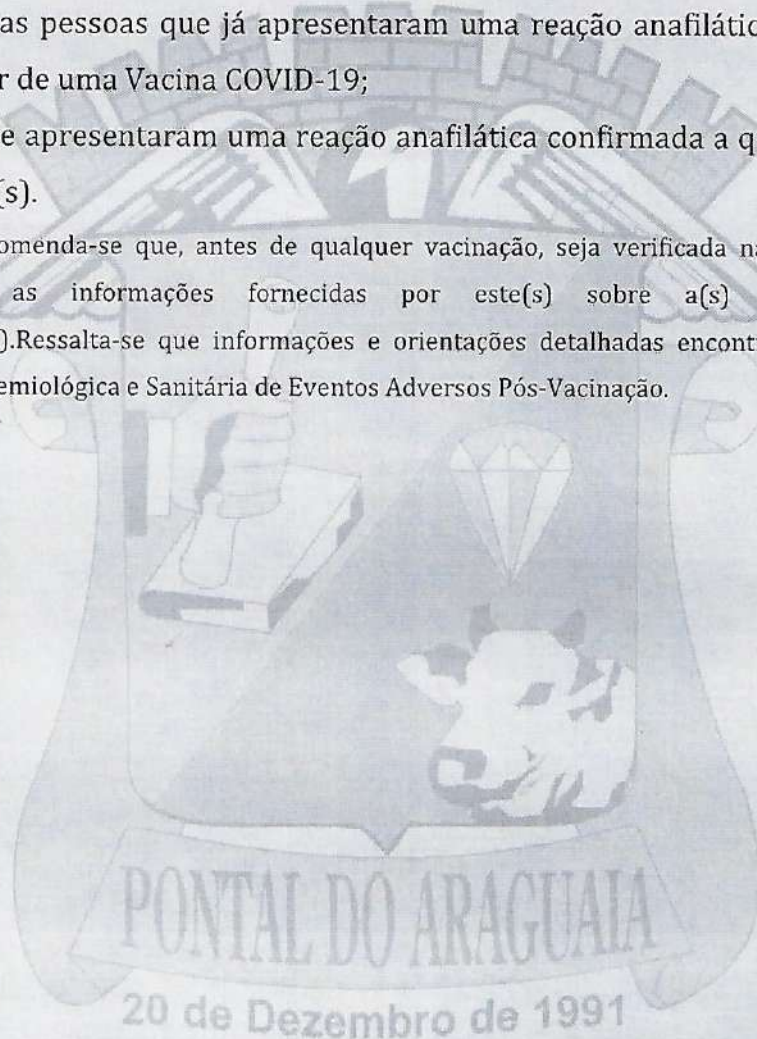 as pessoas que já apresentaram uma reação anafilátic
r de uma Vacina COVID-19;
e apresentaram uma reação anafilática confirmada a q
(s).
omenda-se que, antes de qualquer vacinação, seja verificada na
as informações fornecidas por este(s) sobre a(s)
).Ressalta-se que informações e orientações detalhadas encont
emiológica e Sanitária de Eventos Adversos Pós-Vacinação.
PONTAL DO ARAGUAIA
20 de Dezembro de 1991